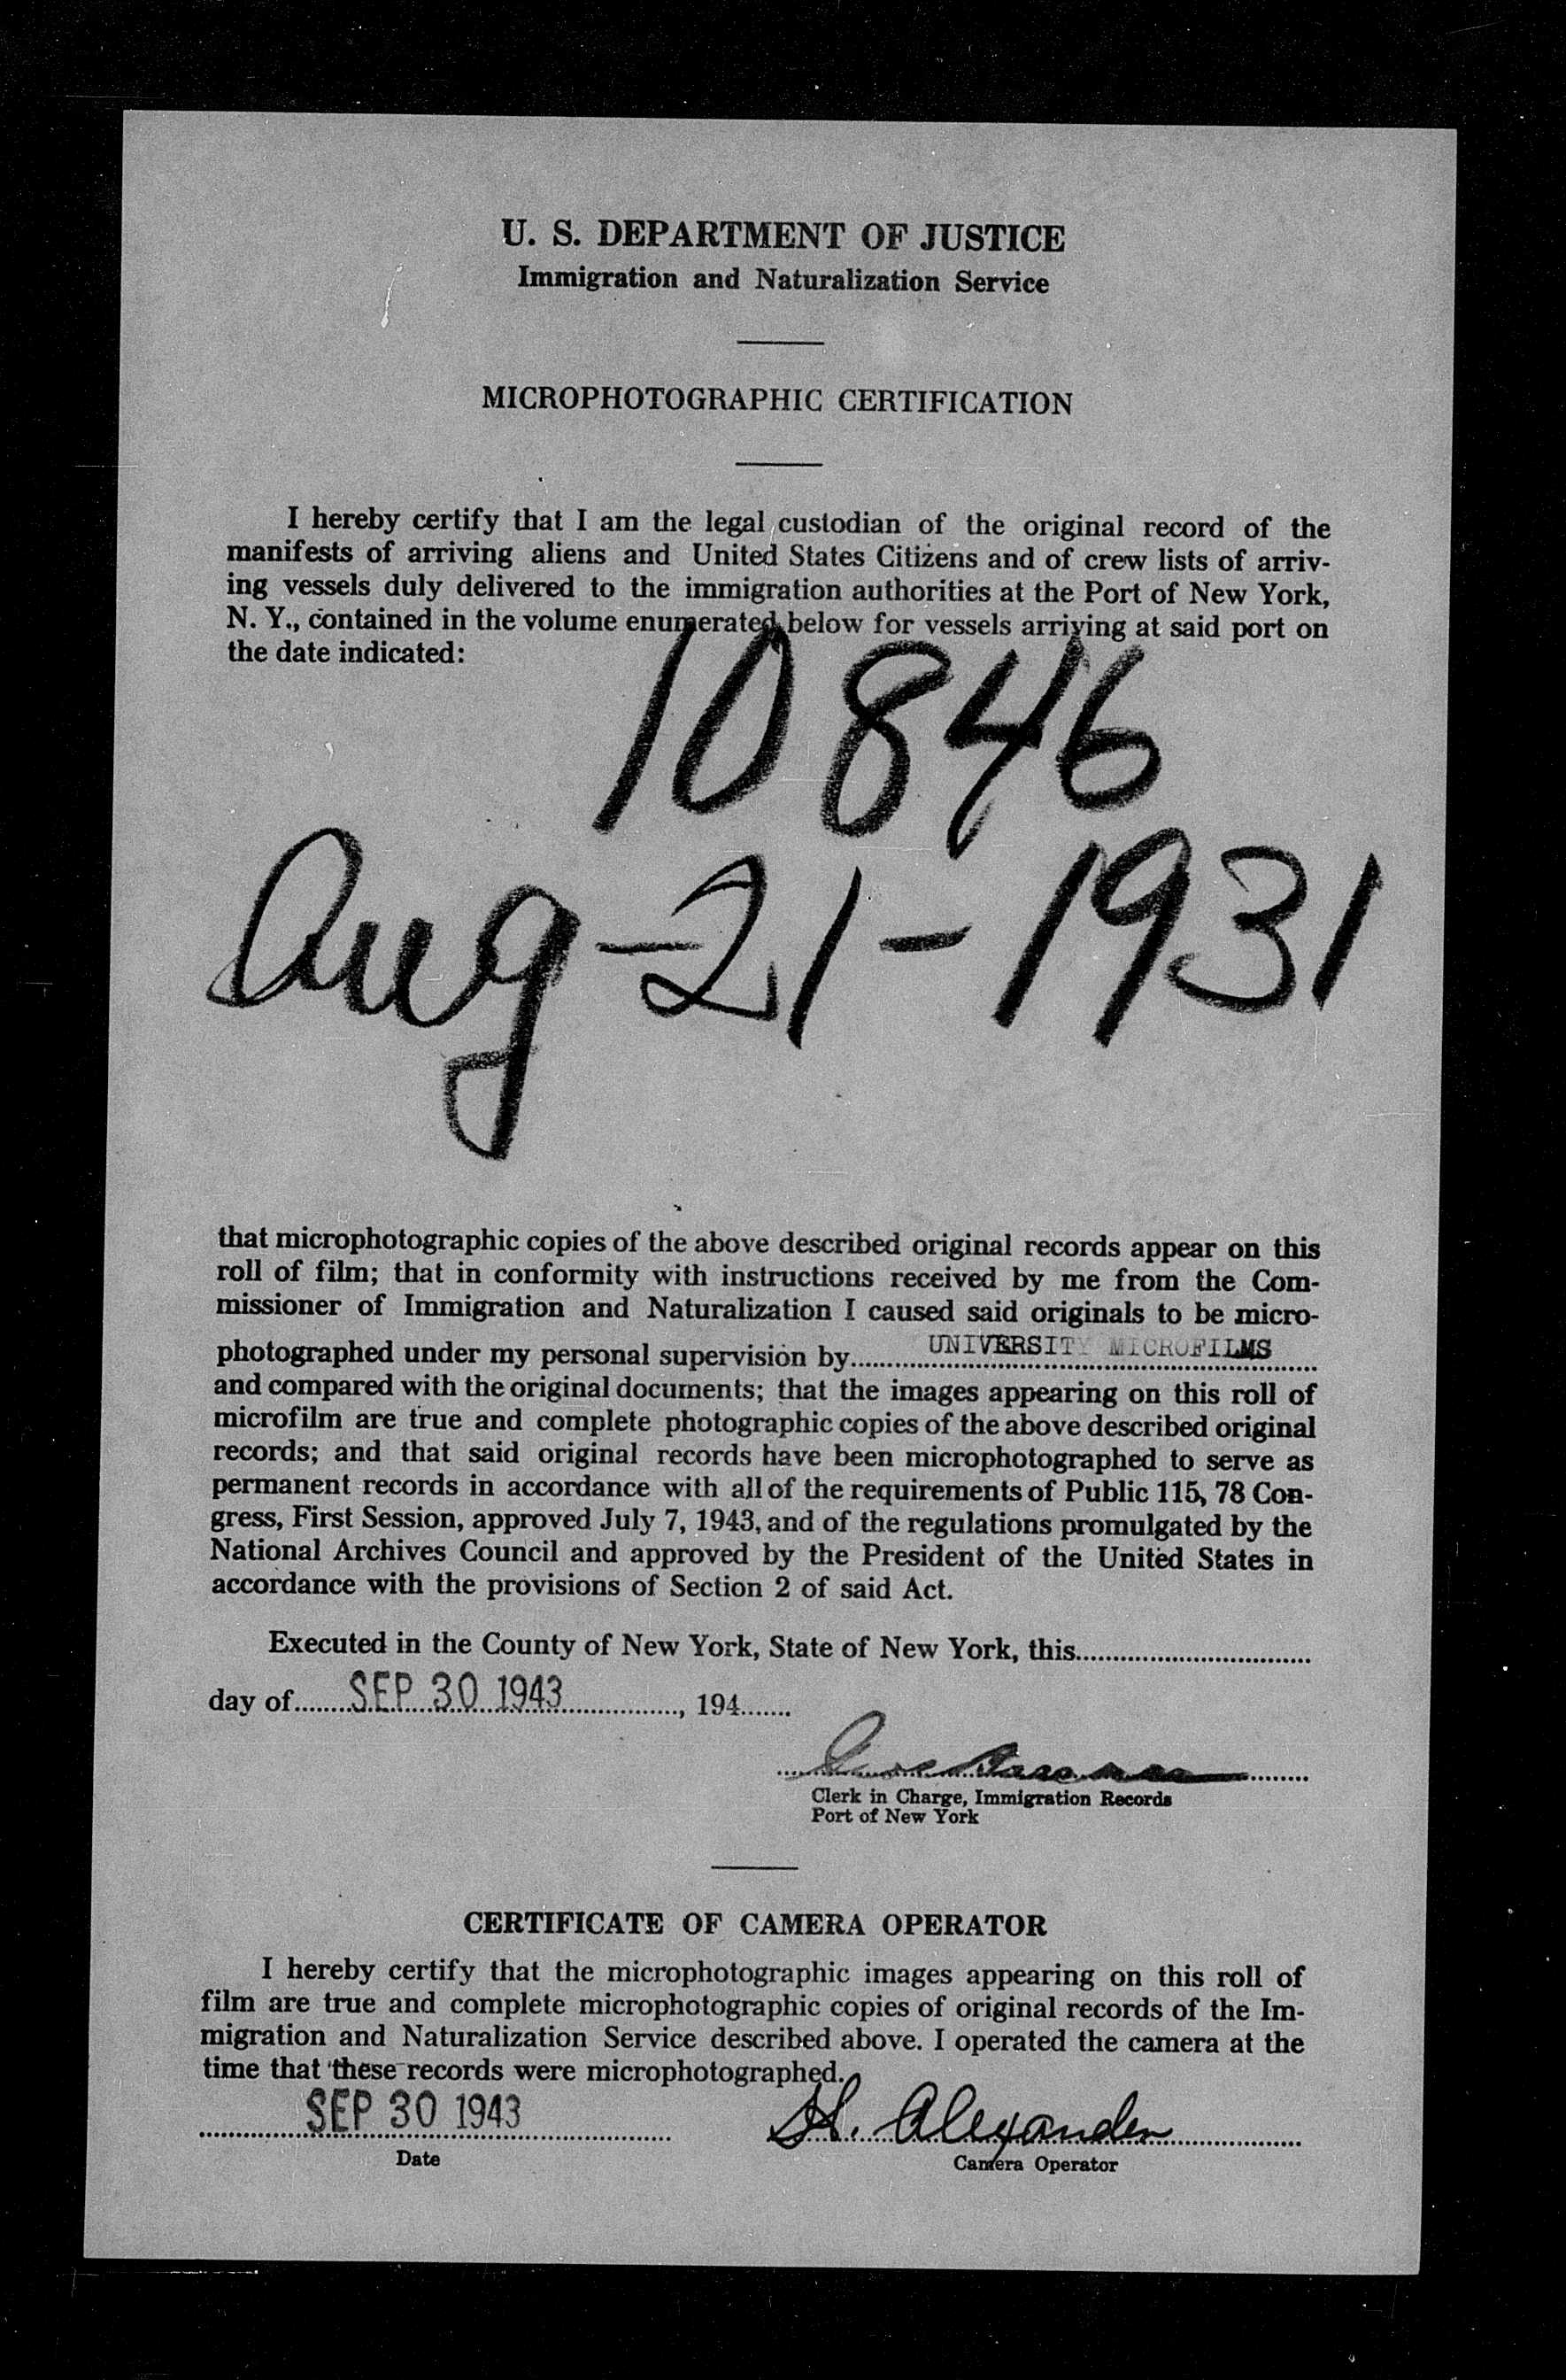 U. S. DEPARTMENT OF JUSTICE
Immigration and Naturalization Service
MICROPHOTOGRAPHIC CERTIFICATION
I hereby certify that I am the legal custodian of the original record of the
manifests of arriving aliens and United States Citizens and of crew lists of arriv-
ing vessels duly delivered to the immigration authorities at the Port of New York,
N. Y., contained in the volume enumerated below for vessels arriving at said port on
the date indicated:
10846
Aug-21-1931
that microphotographic copies of the above described original records appear on this
roll of film; that in conformity with instructions received by me from the Com-
missioner of Immigration and Naturalization I caused said originals to be micro-
photographed under my personal supervision by UNIVERSITY MICROFILMS
and compared with the original documents; that the images appearing on this roll of
microfilm are true and complete photographic copies of the above described original
records; and that said original records have been microphotographed to serve as
permanent records in accordance with all of the requirements of Public 115, 78 Con-
gress, First Session, approved July 7, 1943, and of the regulations promulgated by the
National Archives Council and approved by the President of the United States in
accordance with the provisions of Section 2 of said Act.
Executed in the County of New York, State of New York, this
day of SEP 30 1943, 194
Clerk in Charge, Immigration Records
Port of New York
CERTIFICATE OF CAMERA OPERATOR
I hereby certify that the microphotographic images appearing on this roll of
film are true and complete microphotographic copies of original records of the Im-
migration and Naturalization Service described above. I operated the camera at the
time that these records were microphotographed.
SEP 30 1943 H. Alexander
Date Camera Operator